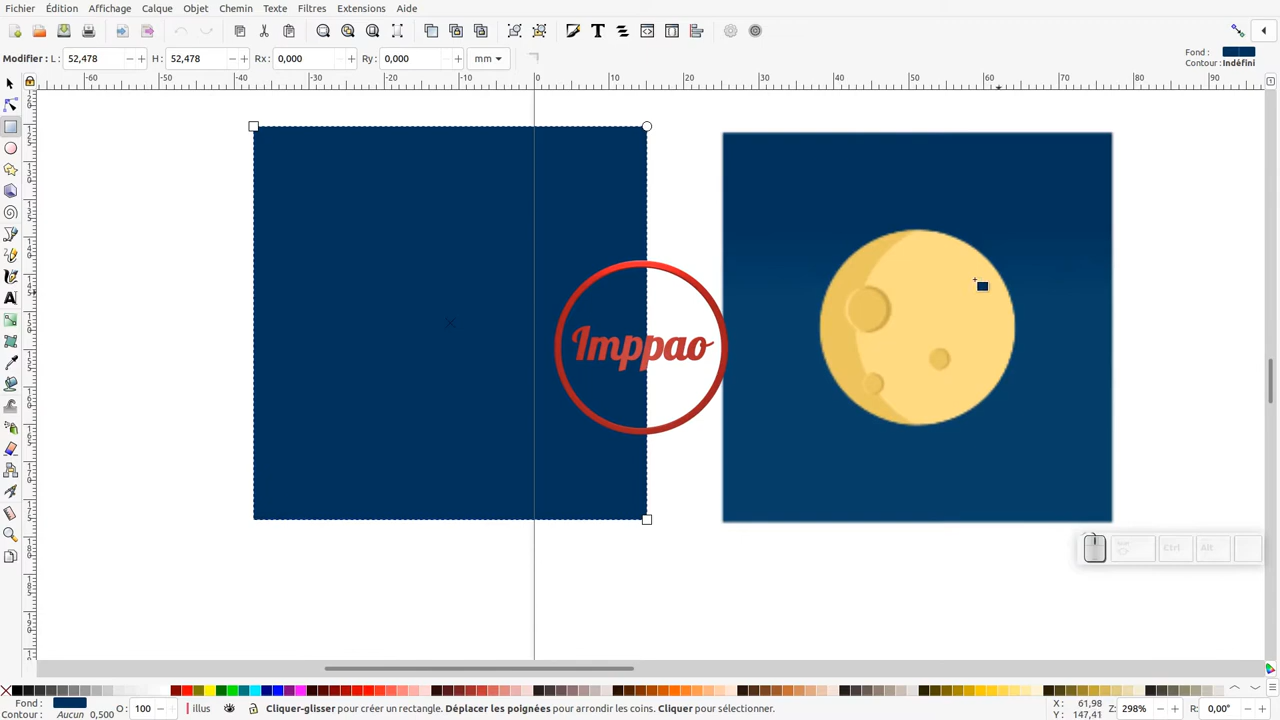 Fichier Édition Affichage Calque Objet Chemin Texte Filtres Extensions Aide
Modifier : L : 52,478 − + H : 52,478 − + Rx : 0,000 − + Ry : 0,000 − + mm
Fond :
Contour : Indéfini
-60 -50 -40 -30 -20 -10 0 10 20 30 40 50 60 70 80 90
Imppao
Ctrl Alt
Fond :
Contour : Aucun 0,500
O : 100 − +
illus
Cliquer-glisser pour créer un rectangle. Déplacer les poignées pour arrondir les coins. Cliquer pour sélectionner.
X : 61,98
Y : 147,41
Z : 298% − +
R : 0,00° − +